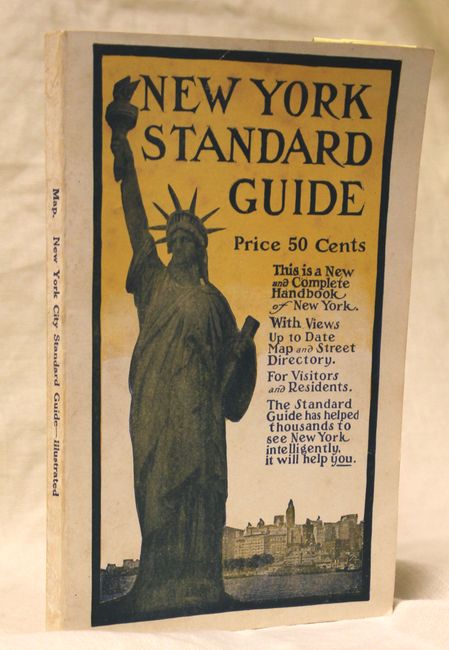 NEW YORK
STANDARD
GUIDE
Price 50 Cents
This is a New
and Complete
Handbook
of New York.
With Views
Up to Date
Map and Street
Directory.
For Visitors
and Residents.
The Standard
Guide has helped
thousands to
see New York
intelligently,
it will help you.
Map. New York City Standard Guide—Illustrated